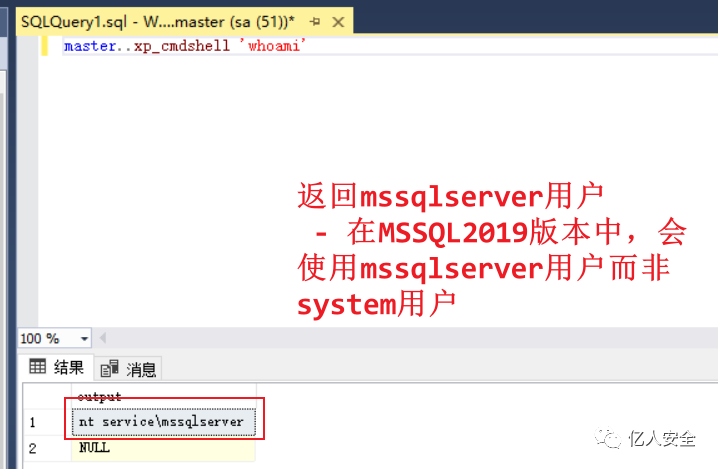 SQLQuery1.sql - W....master (sa (51))*
master..xp_cmdshell 'whoami'
返回mssqlserver用户
- 在MSSQL2019版本中，会
使用mssqlserver用户而非
system用户
100 %
结果 消息
output
1 nt service\mssqlserver
2 NULL
亿人安全